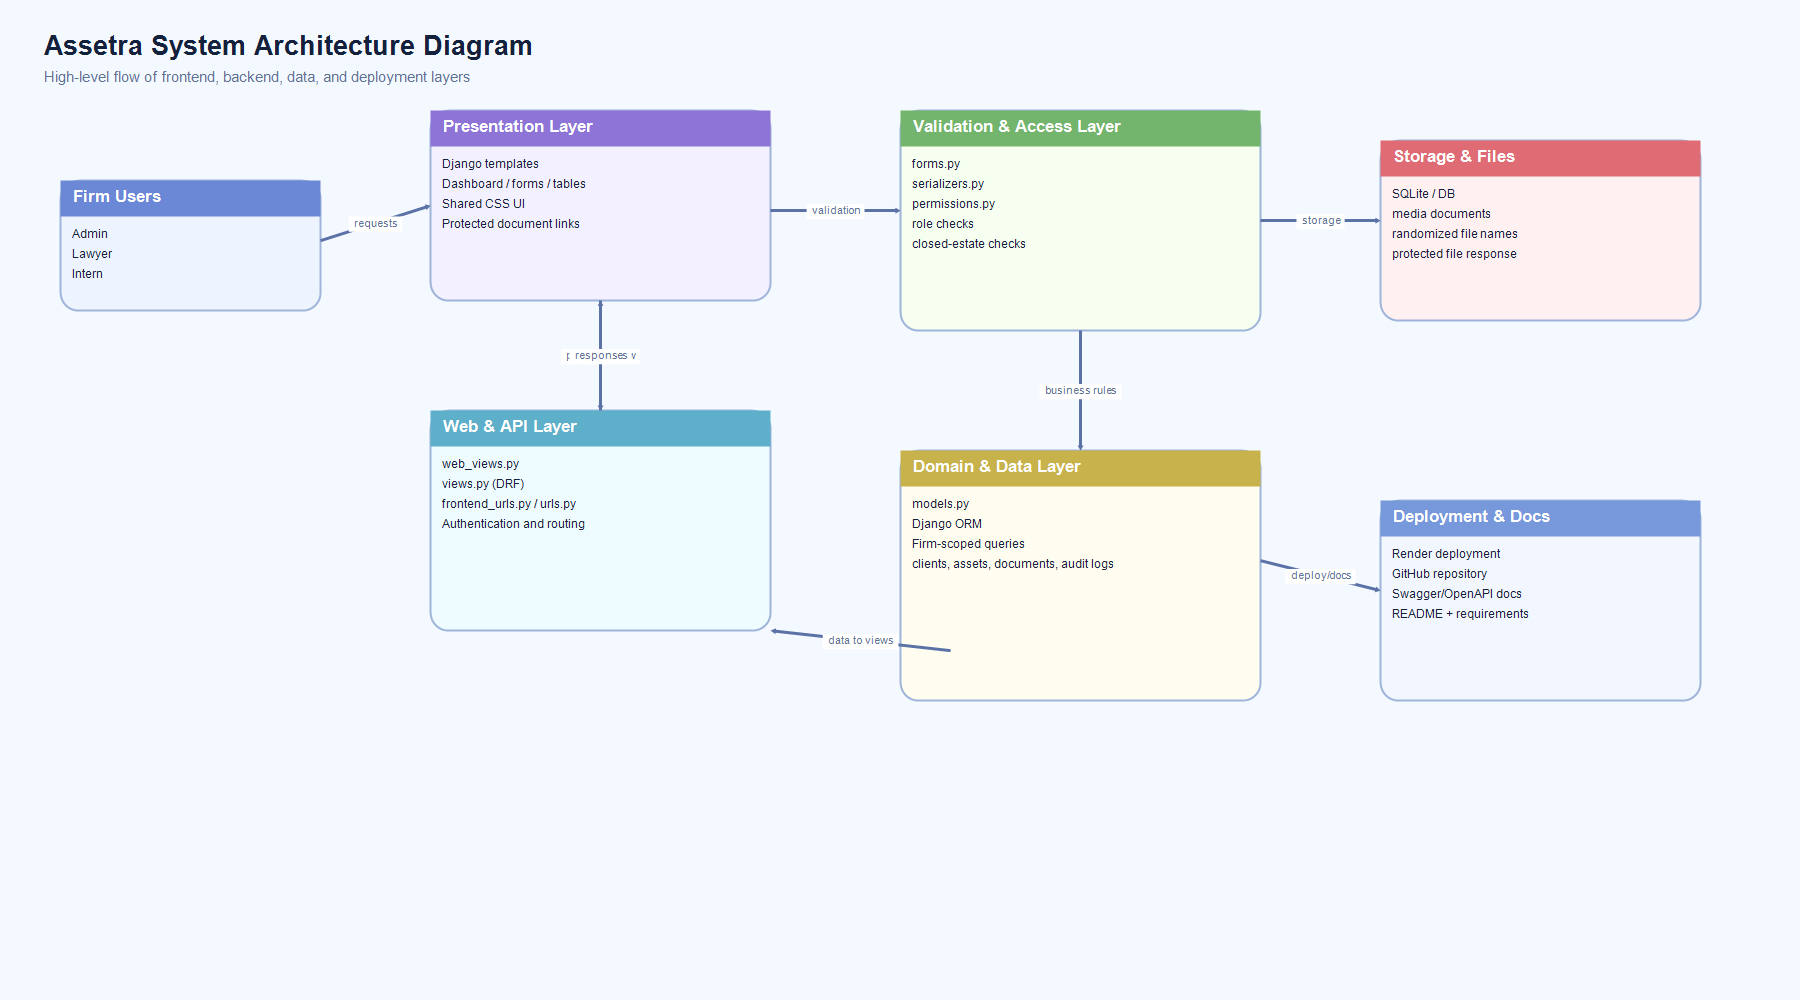 Assetra System Architecture Diagram
High-level flow of frontend, backend, data, and deployment layers
Firm Users
Admin
Lawyer
Intern
requests
Presentation Layer
Django templates
Dashboard / forms / tables
Shared CSS UI
Protected document links
validation
Validation & Access Layer
forms.py
serializers.py
permissions.py
role checks
closed-estate checks
storage
Storage & Files
SQLite / DB
media documents
randomized file names
protected file response
responses
business rules
Web & API Layer
web_views.py
views.py (DRF)
frontend_urls.py / urls.py
Authentication and routing
data to views
Domain & Data Layer
models.py
Django ORM
Firm-scoped queries
clients, assets, documents, audit logs
deploy/docs
Deployment & Docs
Render deployment
GitHub repository
Swagger/OpenAPI docs
README + requirements